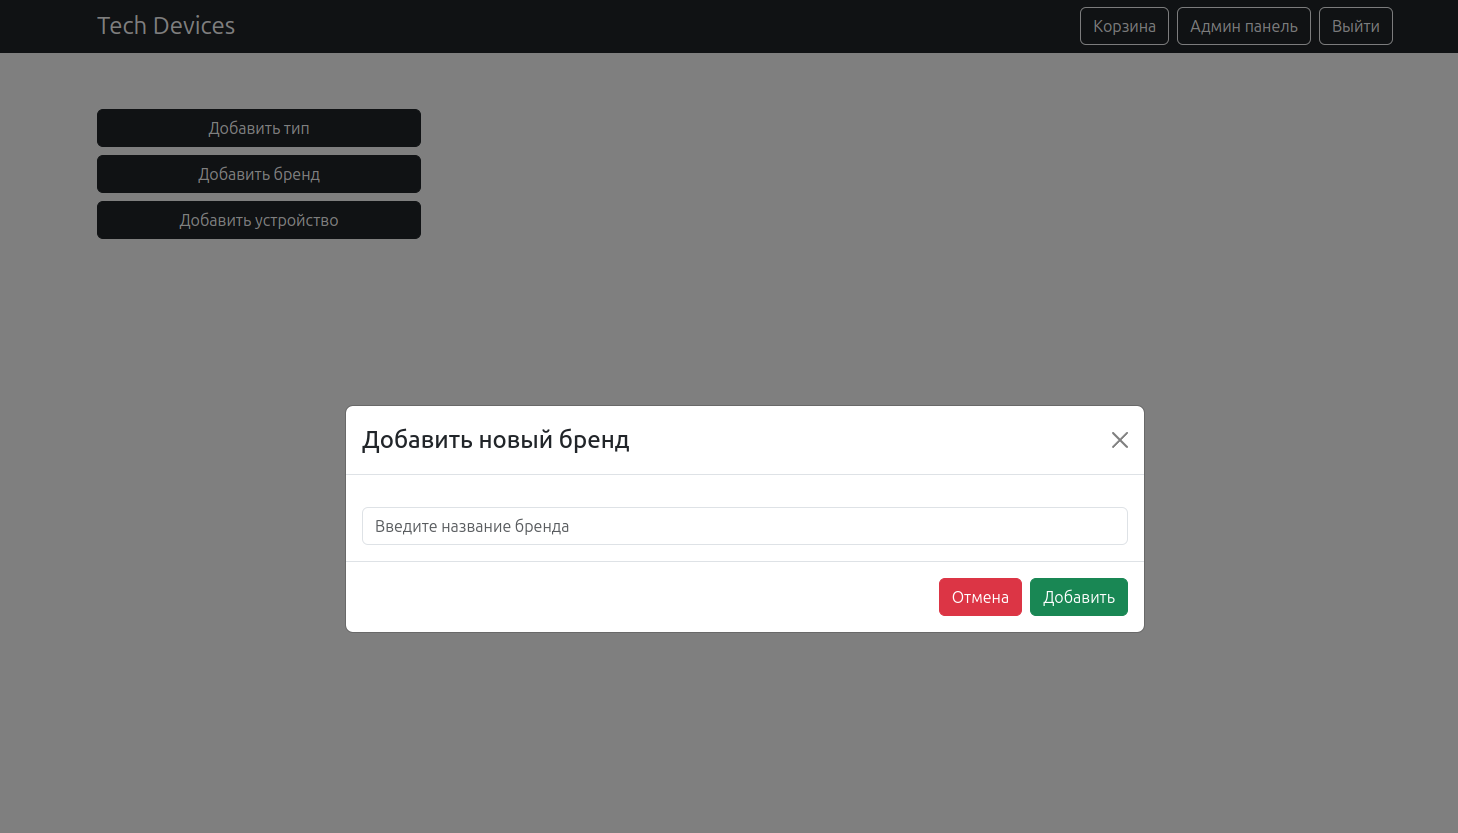 Tech Devices
Корзина
Админ панель
Выйти
Добавить тип
Добавить бренд
Добавить устройство
Добавить новый бренд
Введите название бренда
Отмена
Добавить